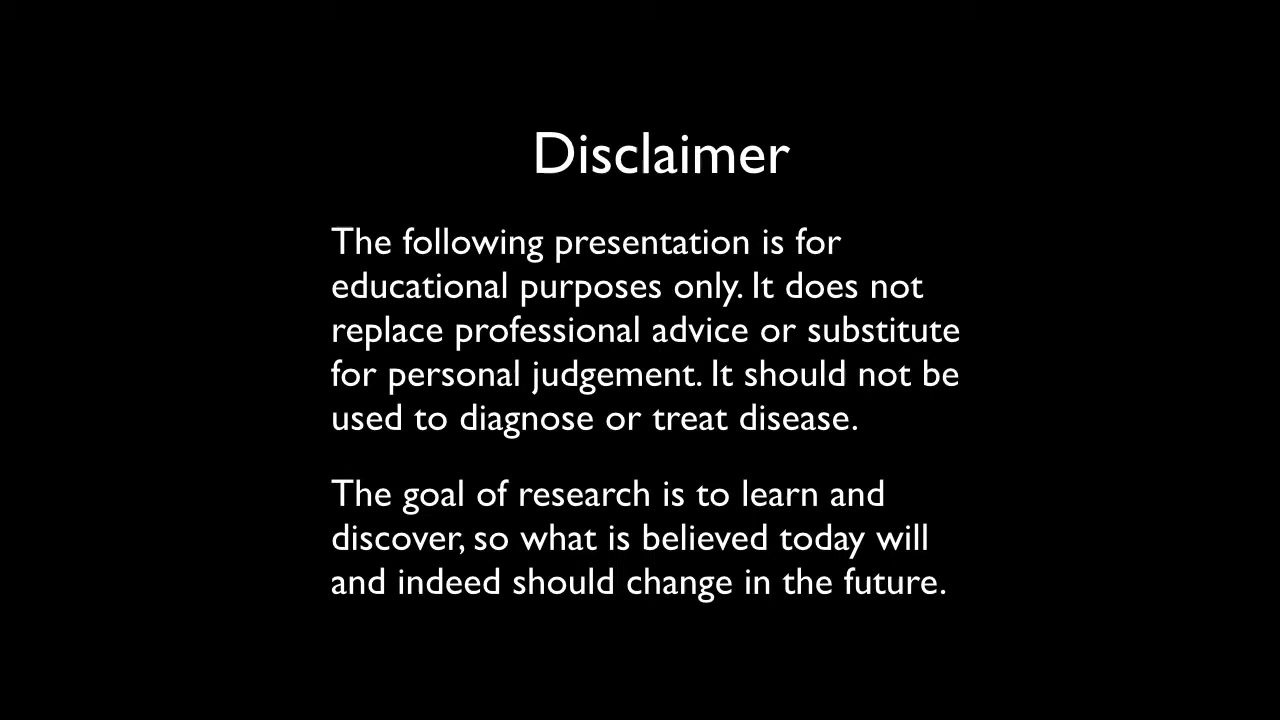 Disclaimer
The following presentation is for
educational purposes only. It does not
replace professional advice or substitute
for personal judgement. It should not be
used to diagnose or treat disease.
The goal of research is to learn and
discover, so what is believed today will
and indeed should change in the future.